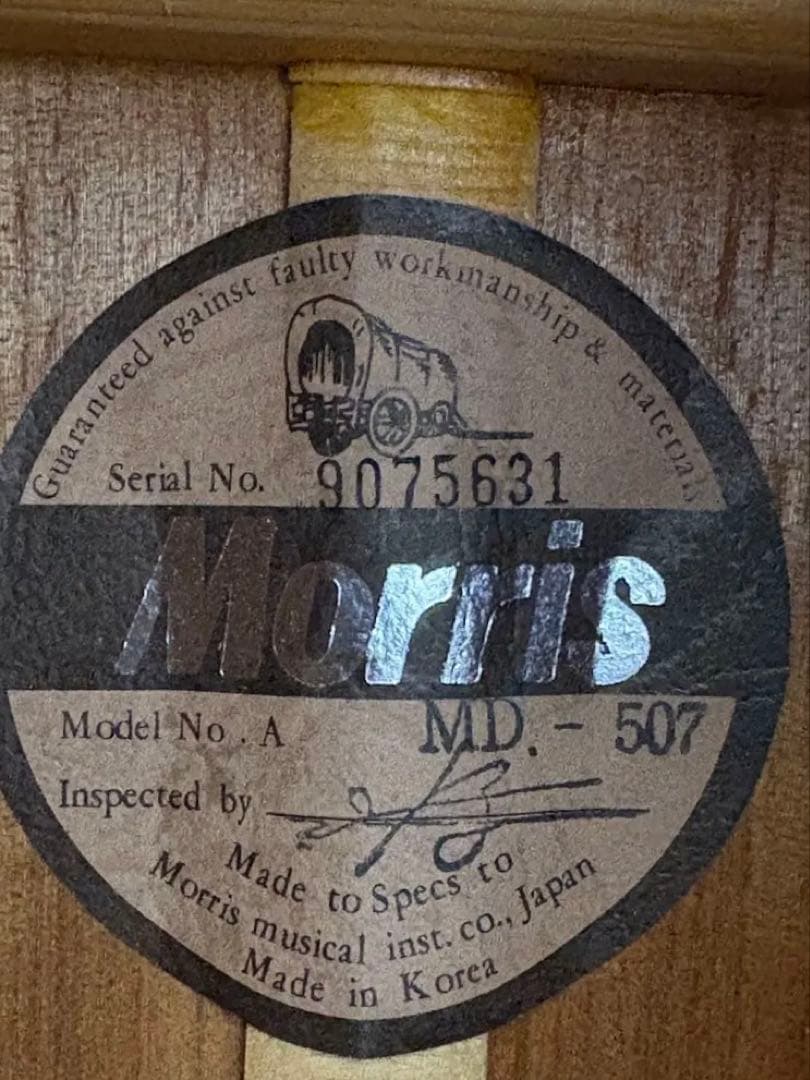 Guaranteed against faulty workmanship & materials
Serial No. 9075631
Morris
Model No. A MD.-507
Inspected by
Made to Specs to
Morris musical inst. co., Japan
Made in Korea